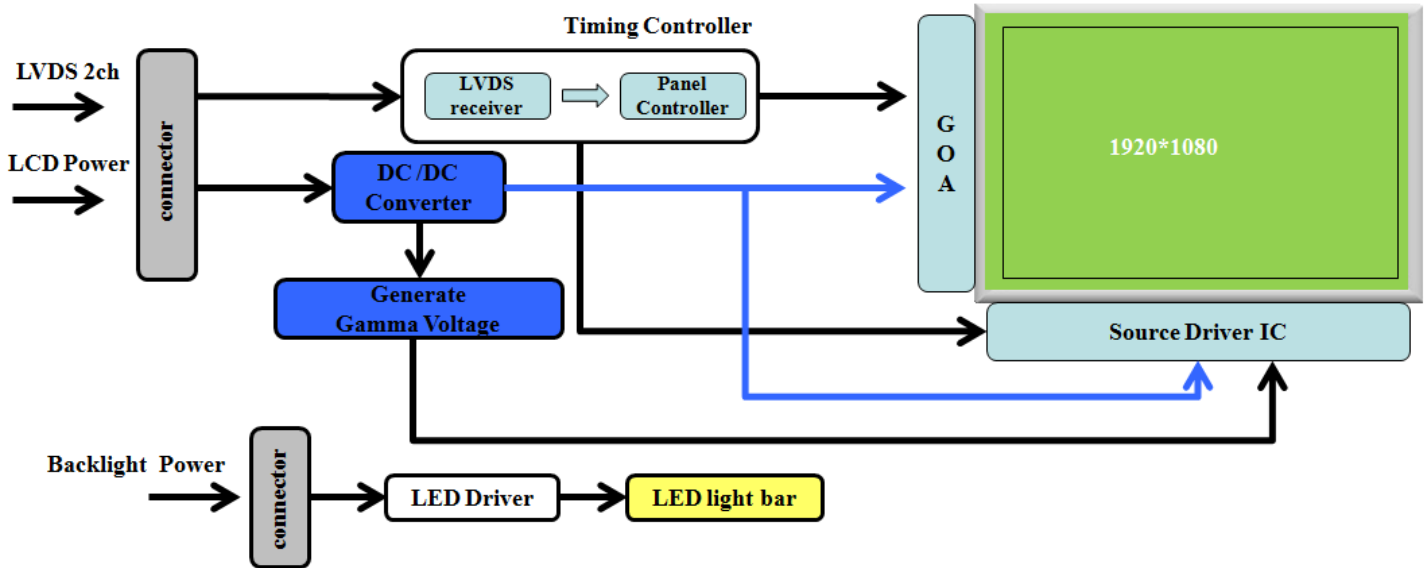 Timing Controller
LVDS 2ch
LCD Power
connector
LVDS
receiver
Panel
Controller
DC /DC
Converter
Generate
Gamma Voltage
G
O
A
1920*1080
Source Driver IC
Backlight Power
connector
LED Driver
LED light bar